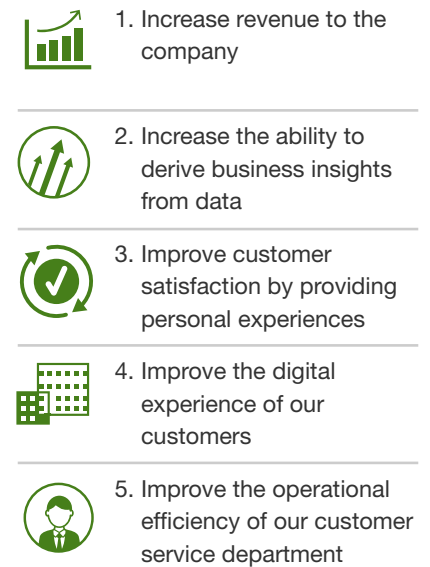 1. Increase revenue to the
company
2. Increase the ability to
derive business insights
from data
3. Improve customer
satisfaction by providing
personal experiences
4. Improve the digital
experience of our
customers
5. Improve the operational
efficiency of our customer
service department